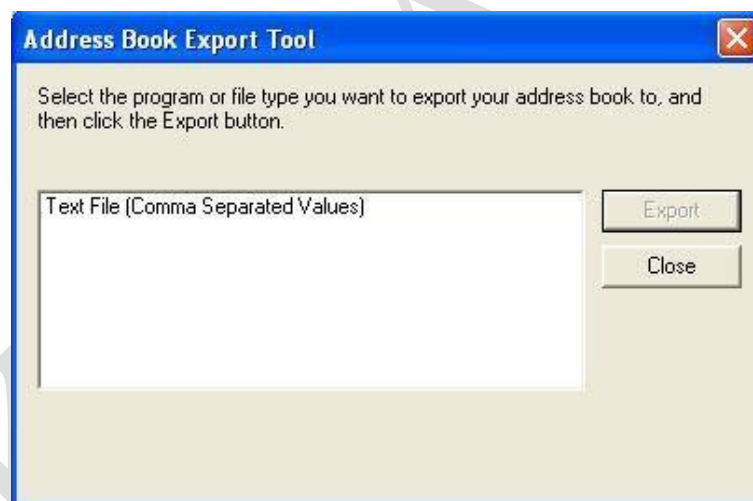 Address Book Export Tool
Select the program or file type you want to export your address book to, and
then click the Export button.
Text File (Comma Separated Values)
Export
Close